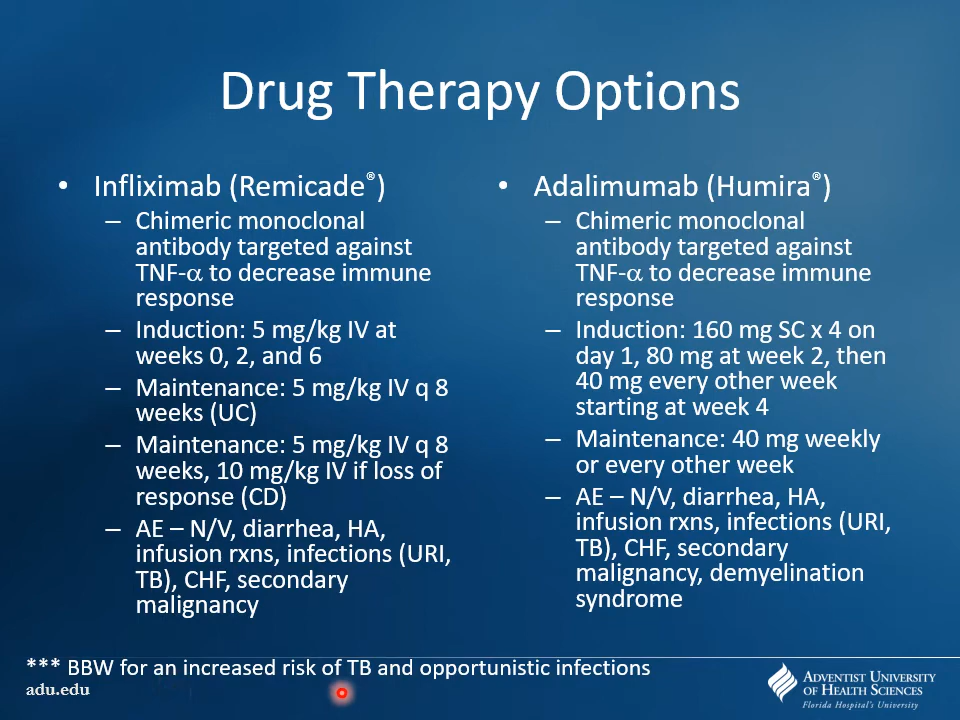 Drug Therapy Options
• Infliximab (Remicade®)
– Chimeric monoclonal
antibody targeted against
TNF-α to decrease immune
response
– Induction: 5 mg/kg IV at
weeks 0, 2, and 6
– Maintenance: 5 mg/kg IV q 8
weeks (UC)
– Maintenance: 5 mg/kg IV q 8
weeks, 10 mg/kg IV if loss of
response (CD)
– AE – N/V, diarrhea, HA,
infusion rxns, infections (URI,
TB), CHF, secondary
malignancy
• Adalimumab (Humira®)
– Chimeric monoclonal
antibody targeted against
TNF-α to decrease immune
response
– Induction: 160 mg SC x 4 on
day 1, 80 mg at week 2, then
40 mg every other week
starting at week 4
– Maintenance: 40 mg weekly
or every other week
– AE – N/V, diarrhea, HA,
infusion rxns, infections (URI,
TB), CHF, secondary
malignancy, demyelination
syndrome
*** BBW for an increased risk of TB and opportunistic infections
adu.edu
ADVENTIST UNIVERSITY
OF HEALTH SCIENCES
Florida Hospital's University